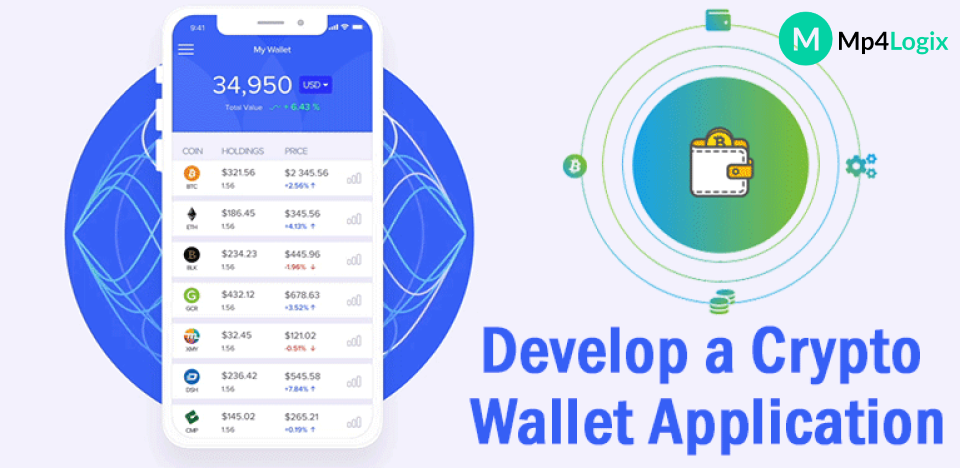 9:41
My Wallet
34,950 USD
Total Value + 6.43 %
COIN HOLDINGS PRICE
$321.56 $2 345.56
BTC 1.56 +2.56% ↑
$186.45 $345.56
ETH 1.56 +4.13% ↑
$234.23 $445.96
BLK 1.56 -1.96% ↓
$432.12 $678.63
GCR 1.56 +3.52% ↑
$32.45 $121.02
XMY 1.56 -0.51% ↓
$236.42 $545.58
DSH 1.56 +7.84% ↑
$145.02 $265.21
CMP 1.56 +0.19% ↑
M Mp4Logix
Develop a Crypto
Wallet Application